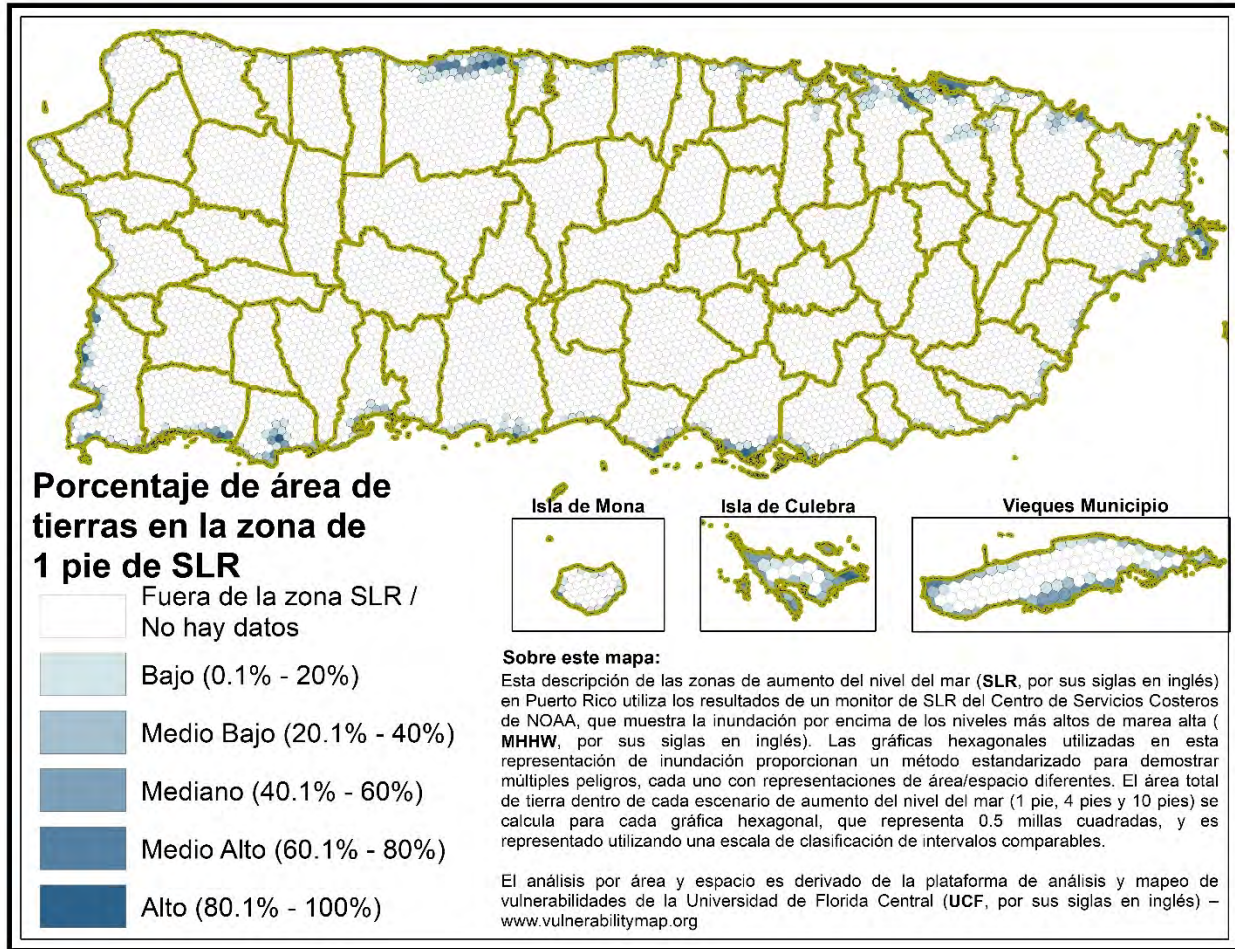 Porcentaje de área de
tierras en la zona de
1 pie de SLR
Fuera de la zona SLR /
No hay datos
Bajo (0.1% - 20%)
Medio Bajo (20.1% - 40%)
Mediano (40.1% - 60%)
Medio Alto (60.1% - 80%)
Alto (80.1% - 100%)
Isla de Mona
Isla de Culebra
Vieques Municipio
Sobre este mapa:
Esta descripción de las zonas de aumento del nivel del mar (SLR, por sus siglas en inglés)
en Puerto Rico utiliza los resultados de un monitor de SLR del Centro de Servicios Costeros
de NOAA, que muestra la inundación por encima de los niveles más altos de marea alta (
MHHW, por sus siglas en inglés). Las gráficas hexagonales utilizadas en esta
representación de inundación proporcionan un método estandarizado para demostrar
múltiples peligros, cada uno con representaciones de área/espacio diferentes. El área total
de tierra dentro de cada escenario de aumento del nivel del mar (1 pie, 4 pies y 10 pies) se
calcula para cada gráfica hexagonal, que representa 0.5 millas cuadradas, y es
representado utilizando una escala de clasificación de intervalos comparables.
El análisis por área y espacio es derivado de la plataforma de análisis y mapeo de
vulnerabilidades de la Universidad de Florida Central (UCF, por sus siglas en inglés) –
www.vulnerabilitymap.org